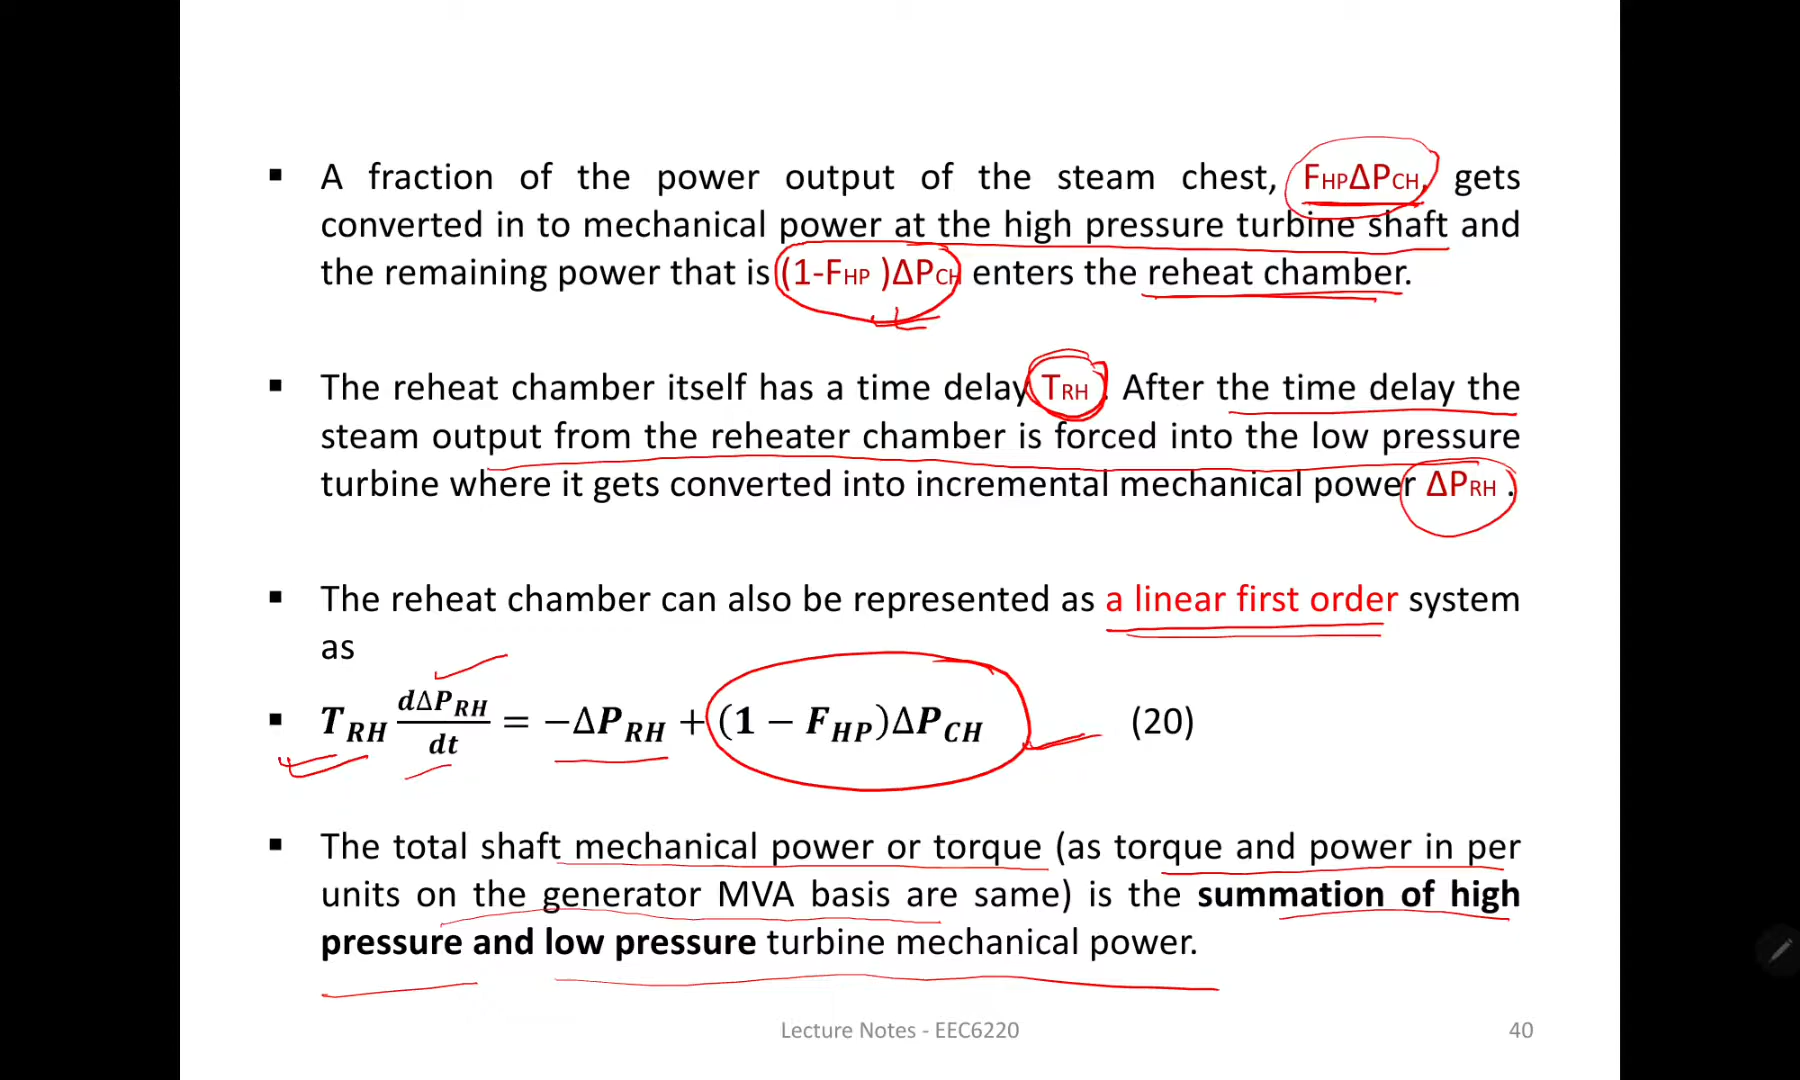 ▪ A fraction of the power output of the steam chest, FHPΔPCH, gets
converted in to mechanical power at the high pressure turbine shaft and
the remaining power that is (1-FHP )ΔPCH enters the reheat chamber.
▪ The reheat chamber itself has a time delay TRH. After the time delay the
steam output from the reheater chamber is forced into the low pressure
turbine where it gets converted into incremental mechanical power ΔPRH .
▪ The reheat chamber can also be represented as a linear first order system
as
▪ T_RH dΔP_RH/dt = −ΔP_RH + (1 − F_HP)ΔP_CH (20)
▪ The total shaft mechanical power or torque (as torque and power in per
units on the generator MVA basis are same) is the summation of high
pressure and low pressure turbine mechanical power.
Lecture Notes - EEC6220 40